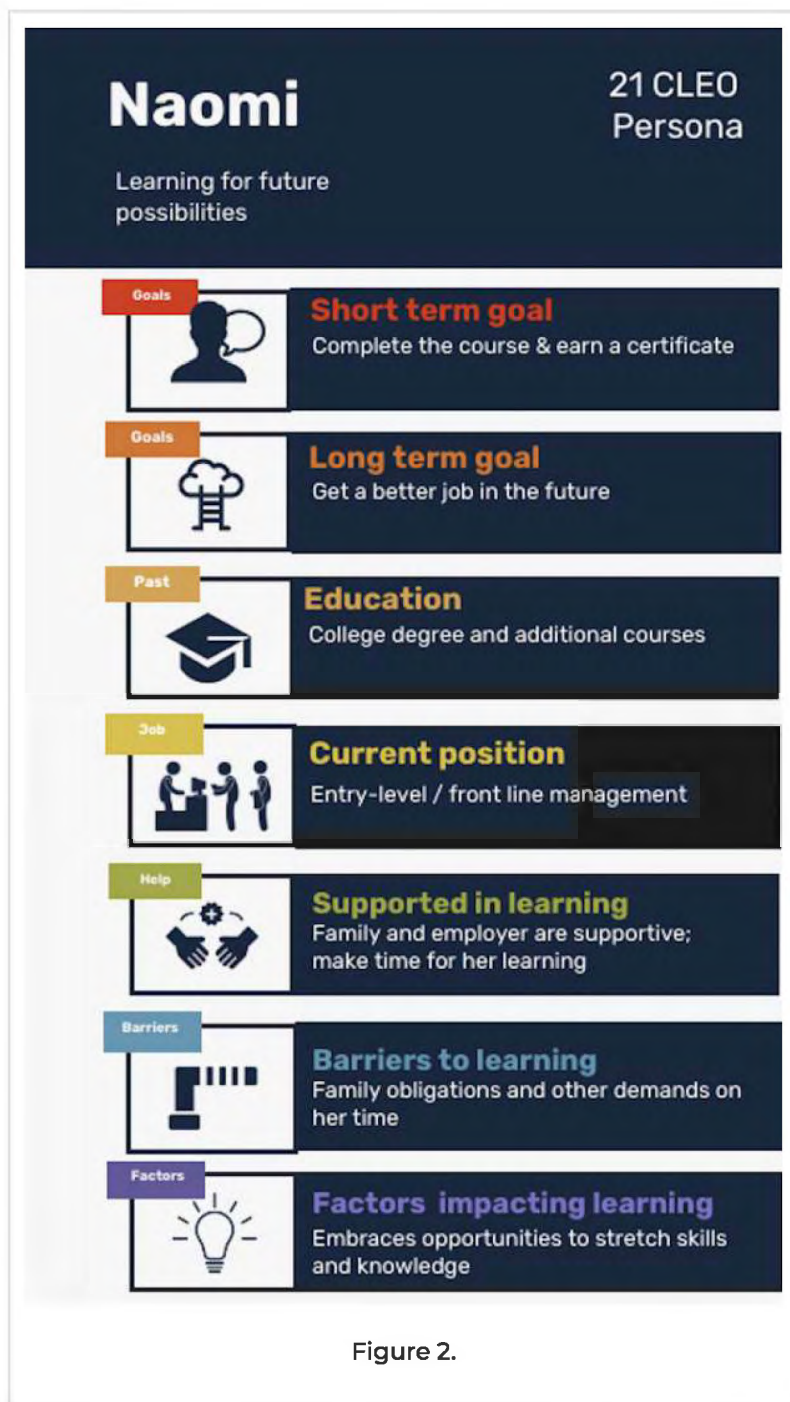 Naomi
21 CLEO
Persona
Learning for future
possibilities
Goals
Short term goal
Complete the course & earn a certificate
Goals
Long term goal
Get a better job in the future
Past
Education
College degree and additional courses
Job
Current position
Entry-level / front line management
Help
Supported in learning
Family and employer are supportive;
make time for her learning
Barriers
Barriers to learning
Family obligations and other demands on
her time
Factors
Factors impacting learning
Embraces opportunities to stretch skills
and knowledge
Figure 2.